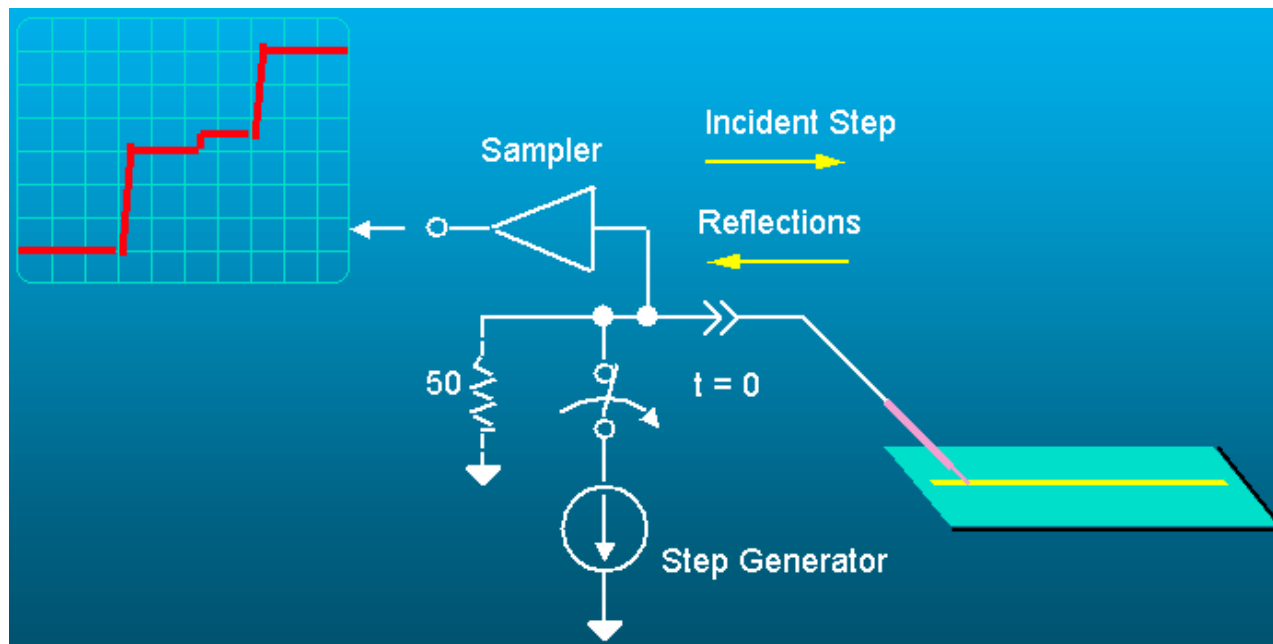 Incident Step
Sampler
Reflections
50
t = 0
Step Generator